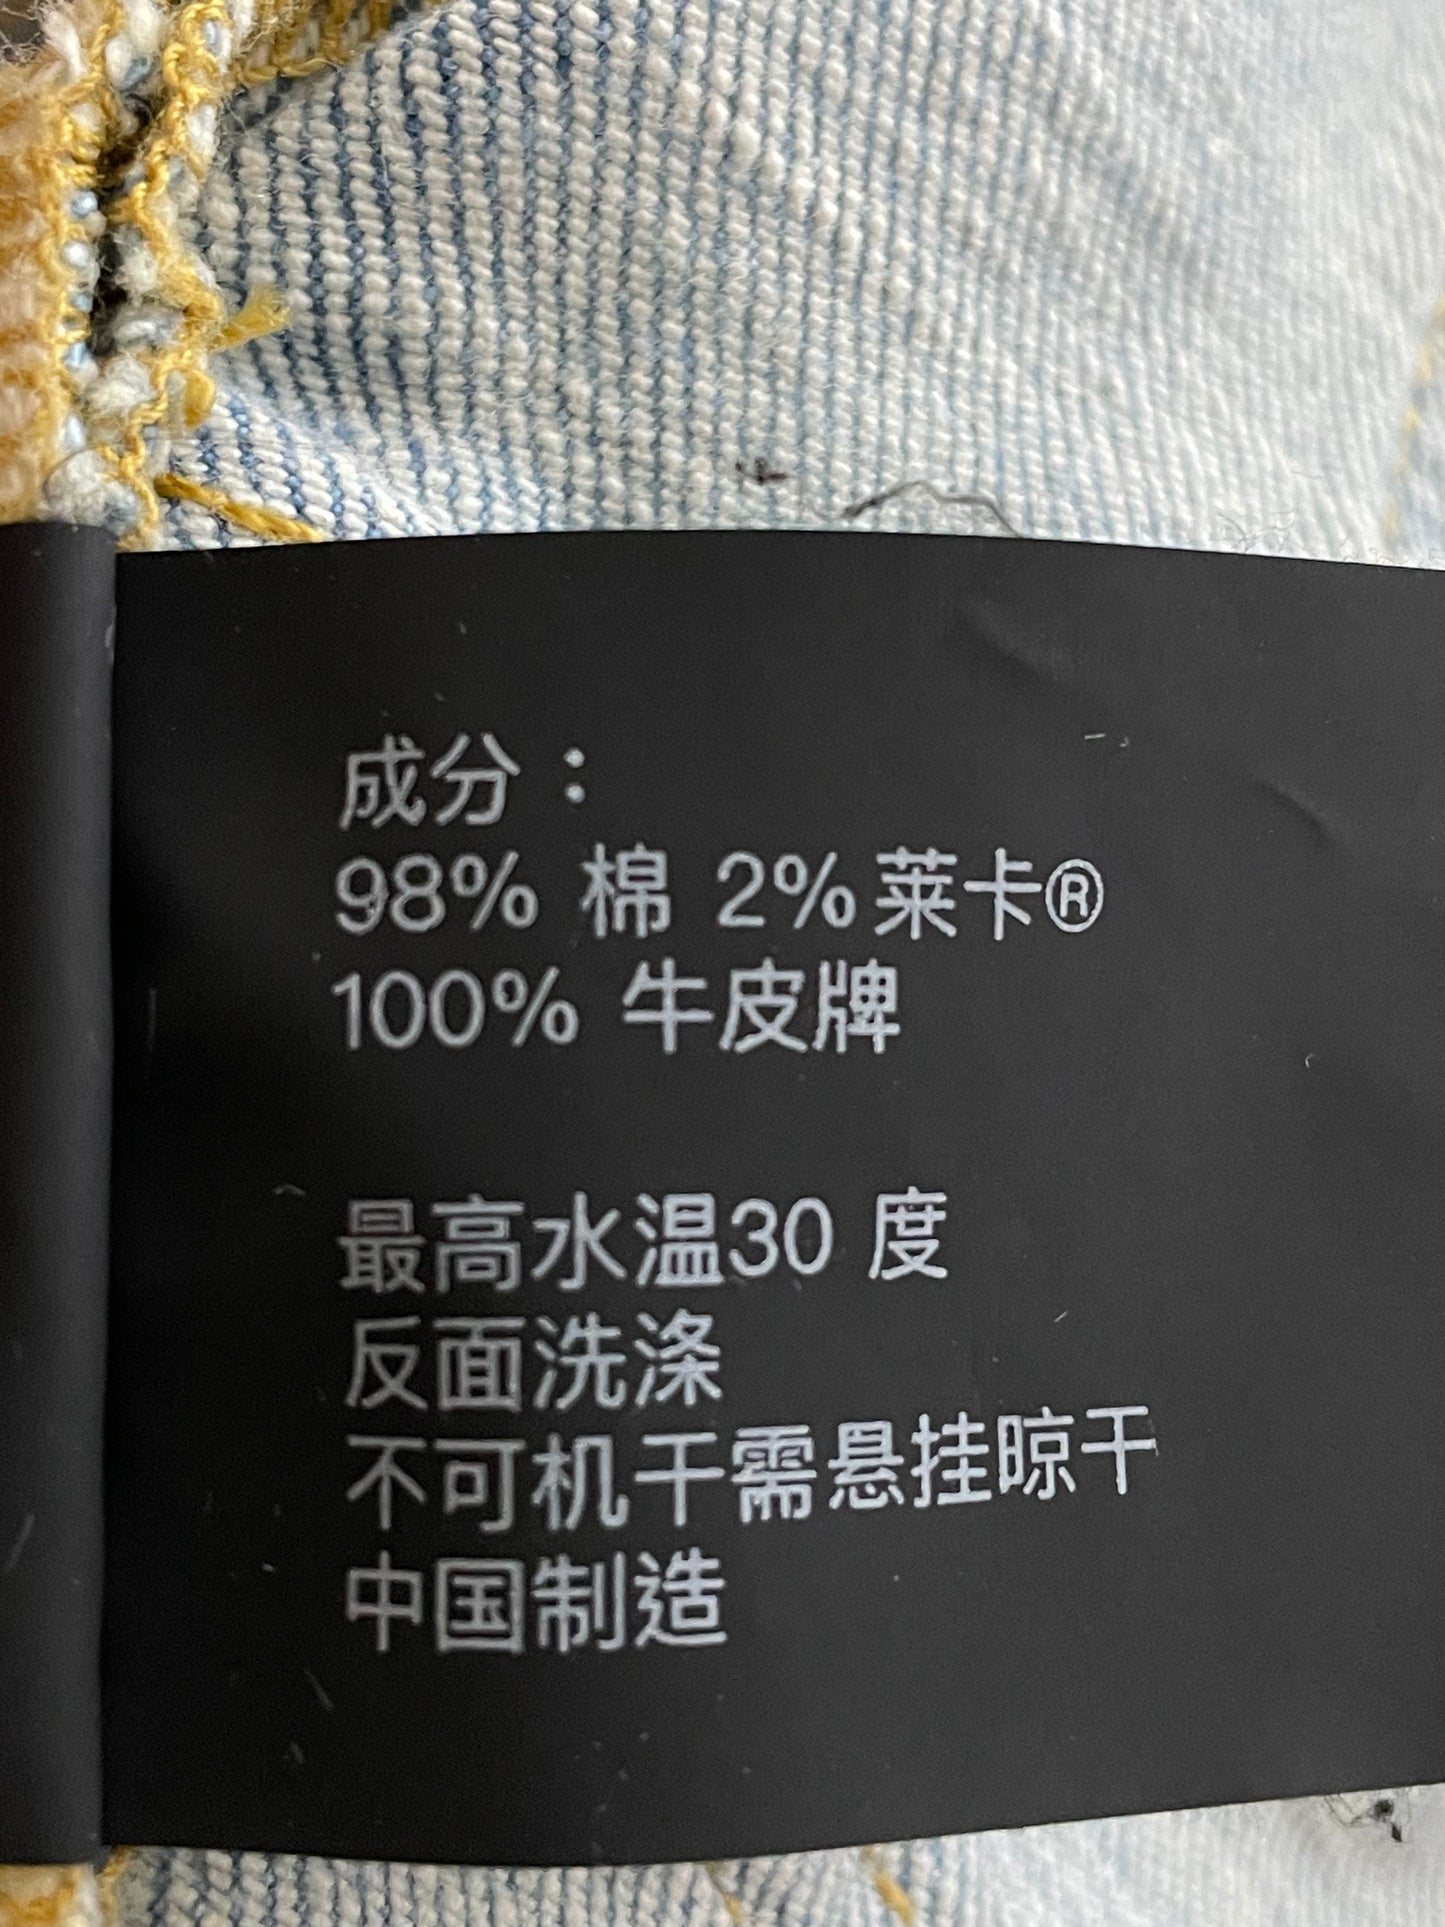 成分：
98% 棉 2%莱卡®
100% 牛皮牌
最高水温30 度
反面洗涤
不可机干需悬挂晾干
中国制造